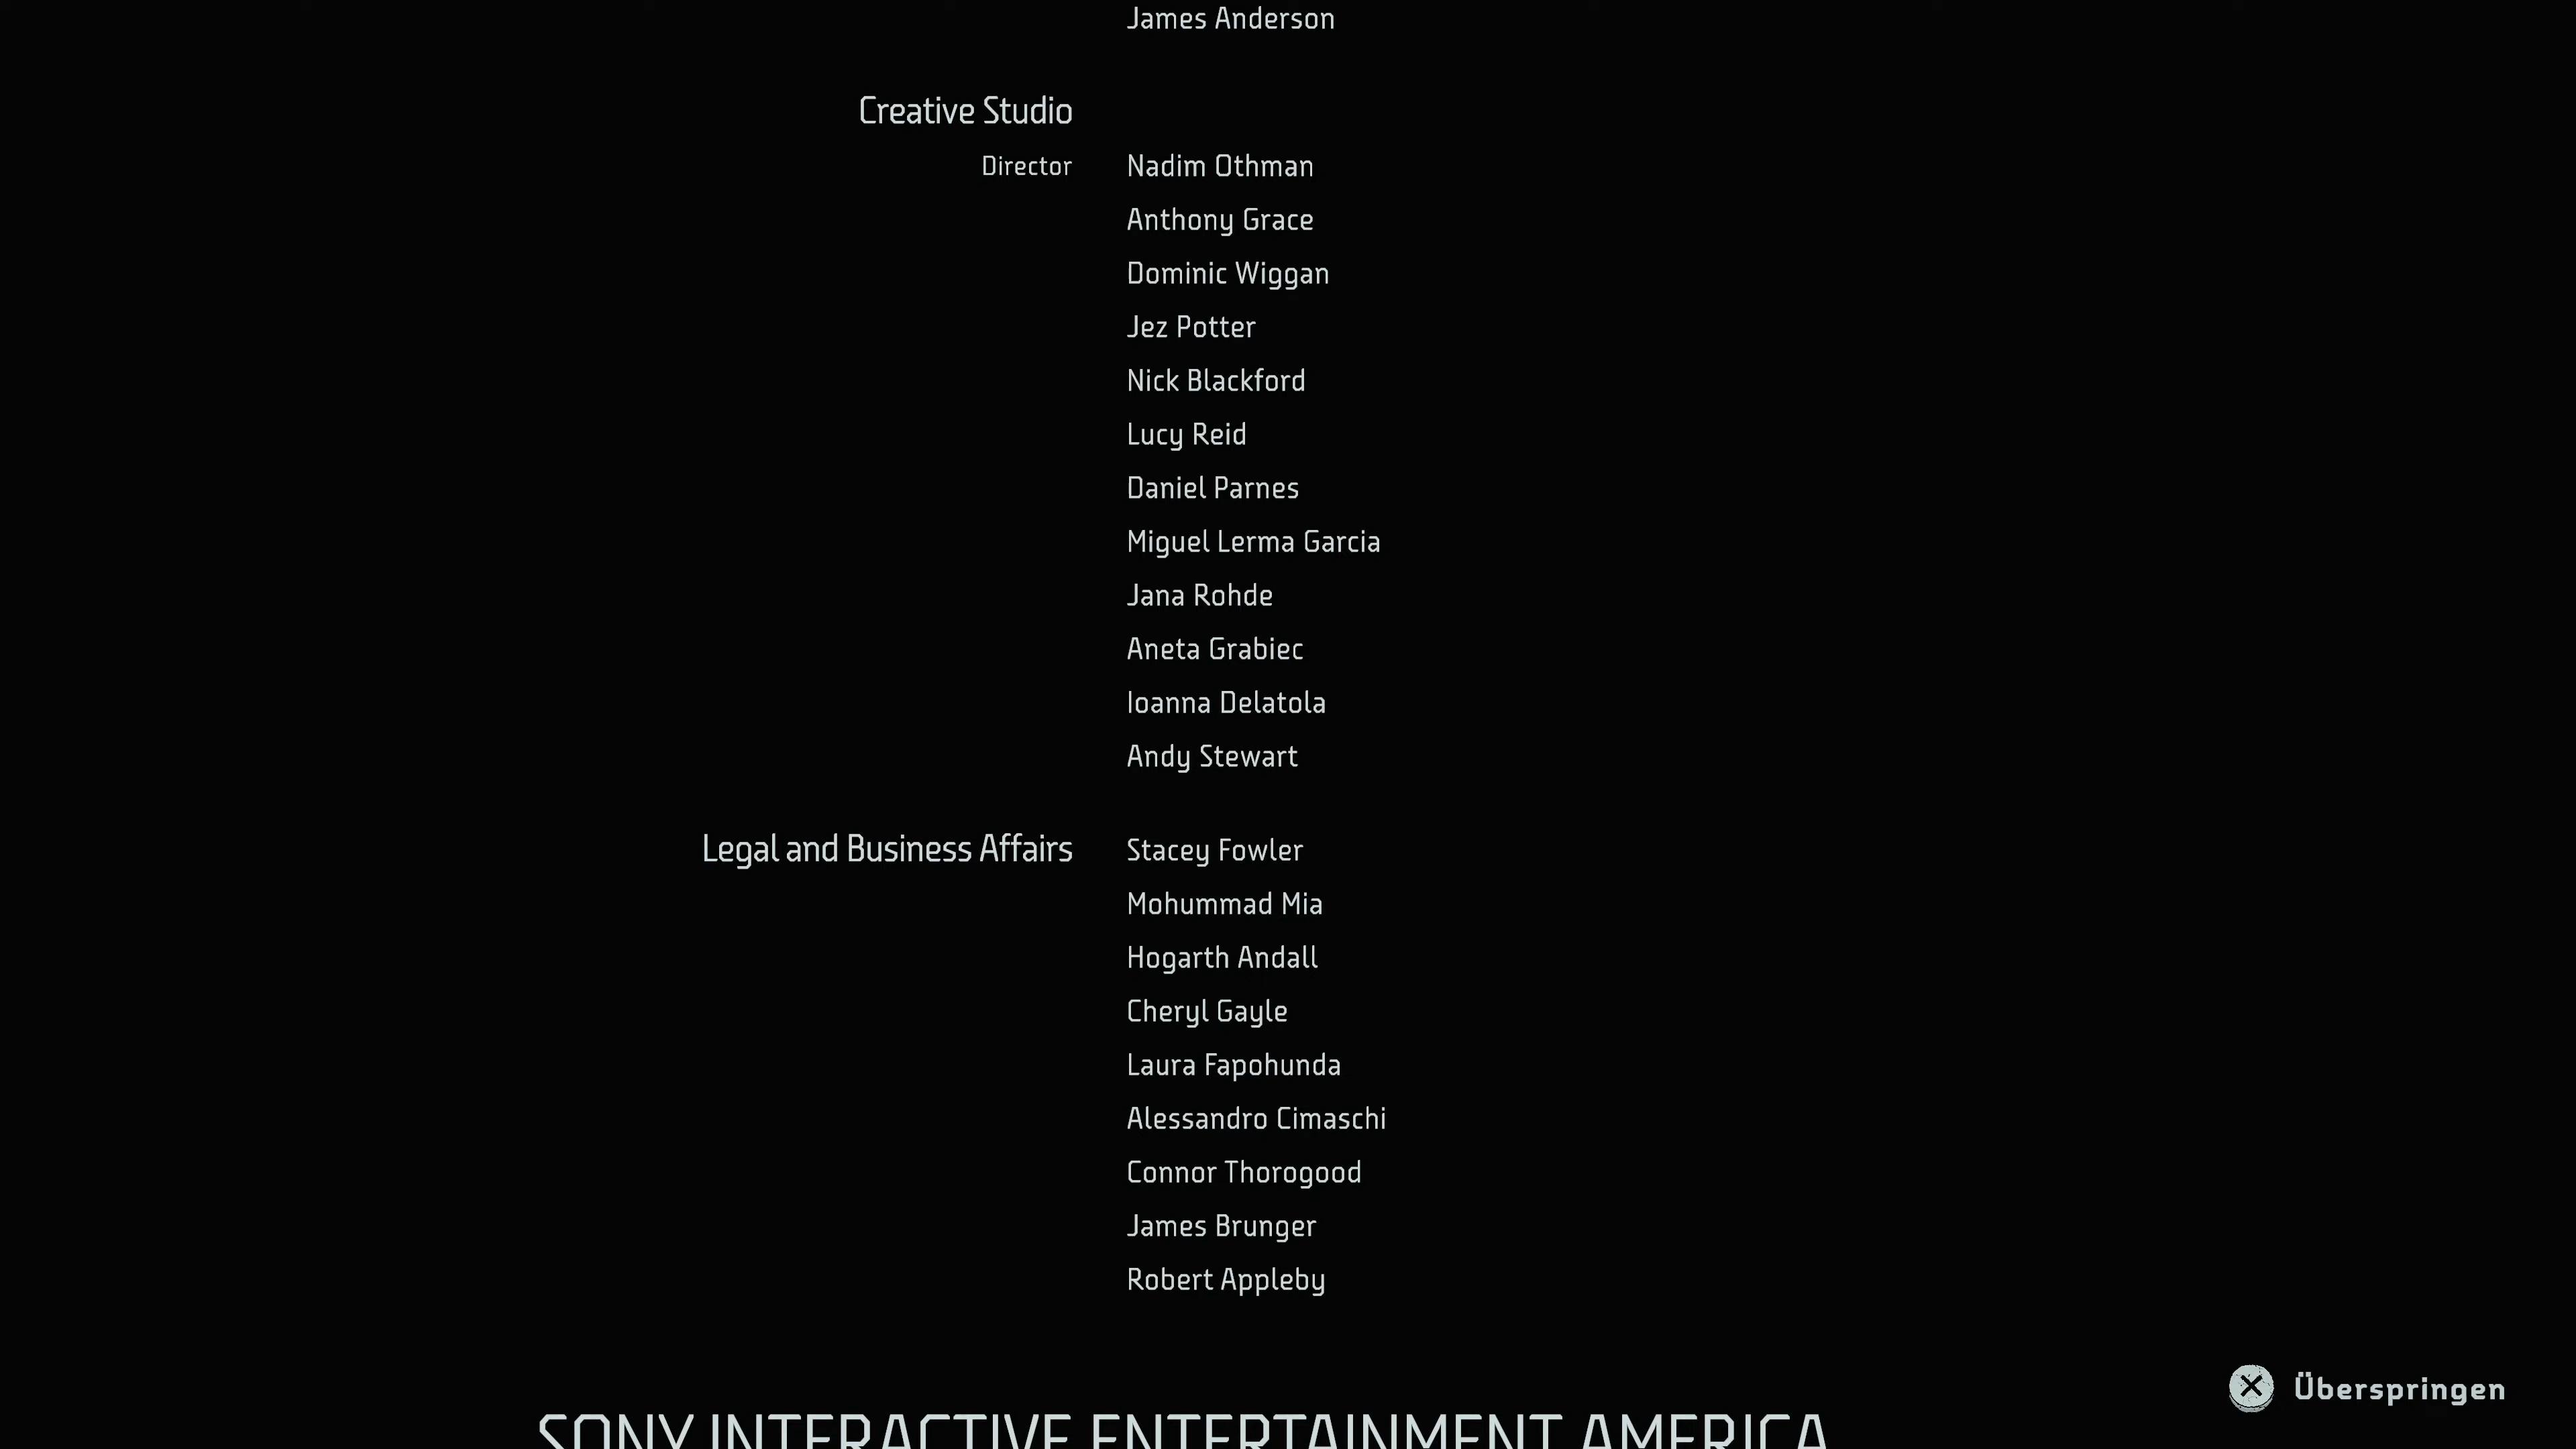 James Anderson
Creative Studio
Director Nadim Othman
Anthony Grace
Dominic Wiggan
Jez Potter
Nick Blackford
Lucy Reid
Daniel Parnes
Miguel Lerma Garcia
Jana Rohde
Aneta Grabiec
Ioanna Delatola
Andy Stewart
Legal and Business Affairs Stacey Fowler
Mohummad Mia
Hogarth Andall
Cheryl Gayle
Laura Fapohunda
Alessandro Cimaschi
Connor Thorogood
James Brunger
Robert Appleby
Überspringen
SONY INTERACTIVE ENTERTAINMENT AMERICA